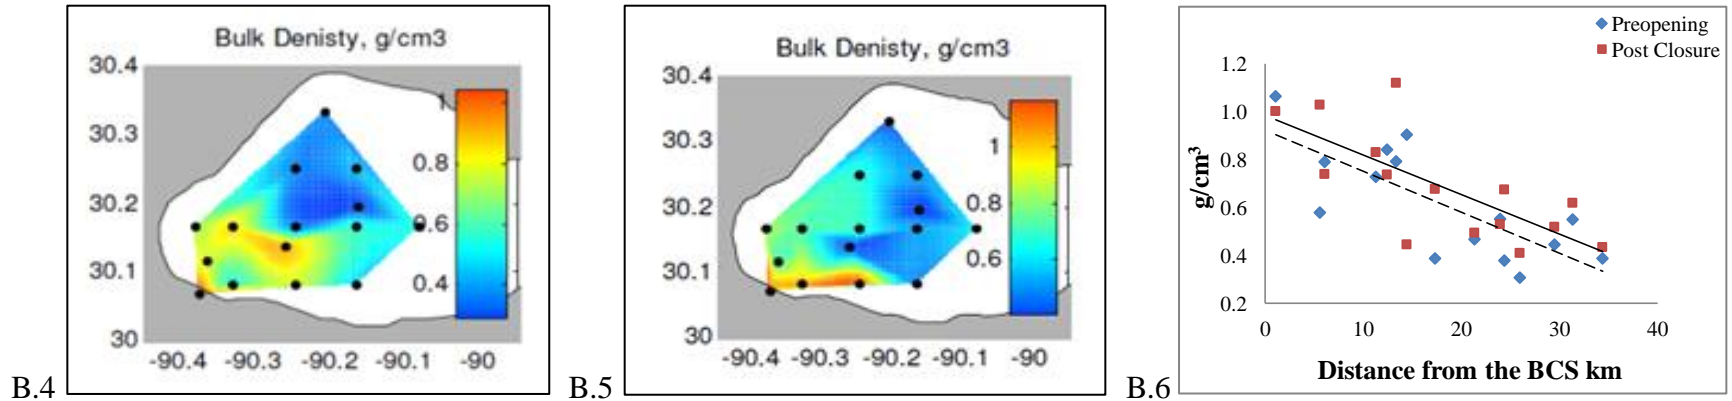 Bulk Denisty, g/cm3
30.4
30.3
30.2
30.1
30
-90.4 -90.3 -90.2 -90.1 -90
1
0.8
0.6
0.4
B.4
Bulk Denisty, g/cm3
30.4
30.3
30.2
30.1
30
-90.4 -90.3 -90.2 -90.1 -90
1
0.8
0.6
B.5
Preopening
Post Closure
1.2
1.0
0.8
0.6
0.4
0.2
g/cm³
0 10 20 30 40
Distance from the BCS km
B.6